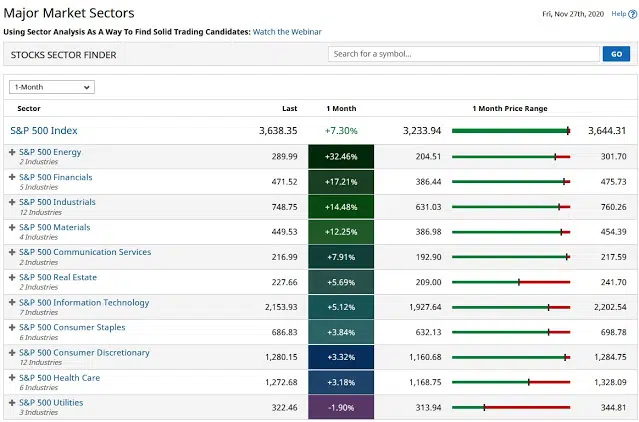 Major Market Sectors
Fri, Nov 27th, 2020 Help ?
Using Sector Analysis As A Way To Find Solid Trading Candidates: Watch the Webinar
STOCKS SECTOR FINDER Search for a symbol... GO
1-Month
Sector Last 1 Month 1 Month Price Range
S&P 500 Index 3,638.35 +7.30% 3,233.94 3,644.31
+ S&P 500 Energy 289.99 +32.46% 204.51 301.70
2 Industries
+ S&P 500 Financials 471.52 +17.21% 386.44 475.73
5 Industries
+ S&P 500 Industrials 748.75 +14.48% 631.03 760.26
12 Industries
+ S&P 500 Materials 449.53 +12.25% 386.98 454.39
4 Industries
+ S&P 500 Communication Services 216.99 +7.91% 192.90 217.59
2 Industries
+ S&P 500 Real Estate 227.66 +5.69% 209.00 241.70
2 Industries
+ S&P 500 Information Technology 2,153.93 +5.12% 1,927.64 2,202.54
7 Industries
+ S&P 500 Consumer Staples 686.83 +3.84% 632.13 698.78
6 Industries
+ S&P 500 Consumer Discretionary 1,280.15 +3.32% 1,160.68 1,284.75
12 Industries
+ S&P 500 Health Care 1,272.68 +3.18% 1,168.75 1,328.09
6 Industries
+ S&P 500 Utilities 322.46 -1.90% 313.94 344.81
3 Industries